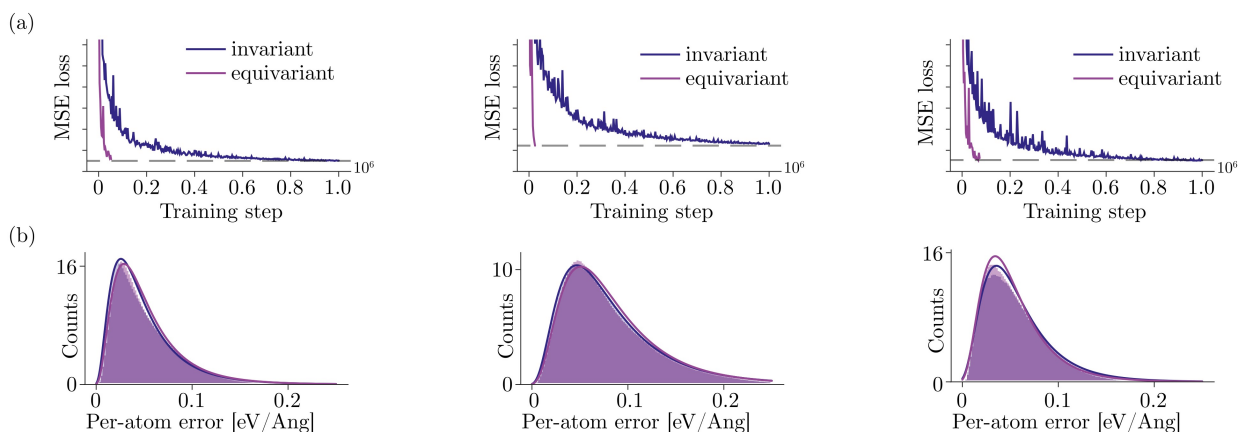 (a)
MSE loss
invariant
equivariant
10⁶
0 0.2 0.4 0.6 0.8 1.0
Training step
MSE loss
invariant
equivariant
10⁶
0 0.2 0.4 0.6 0.8 1.0
Training step
MSE loss
invariant
equivariant
10⁶
0 0.2 0.4 0.6 0.8 1.0
Training step
(b)
16
Counts
0
0 0.1 0.2
Per-atom error [eV/Ang]
10
Counts
0
0 0.1 0.2
Per-atom error [eV/Ang]
16
Counts
0
0 0.1 0.2
Per-atom error [eV/Ang]